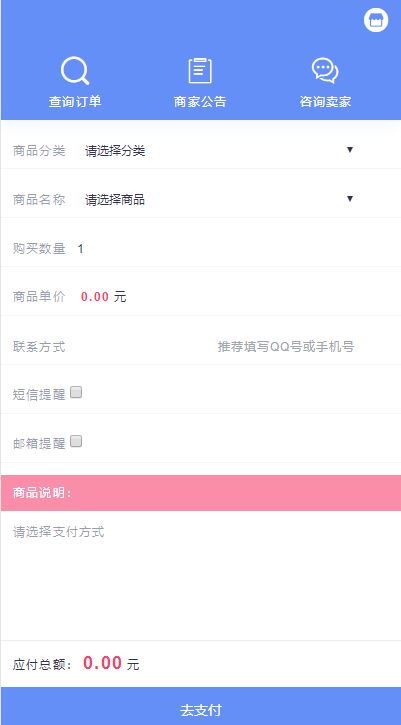 查询订单 商家公告 咨询卖家
商品分类 请选择分类
商品名称 请选择商品
购买数量 1
商品单价 0.00 元
联系方式 推荐填写QQ号或手机号
短信提醒
邮箱提醒
商品说明：
请选择支付方式
应付总额： 0.00 元
去支付